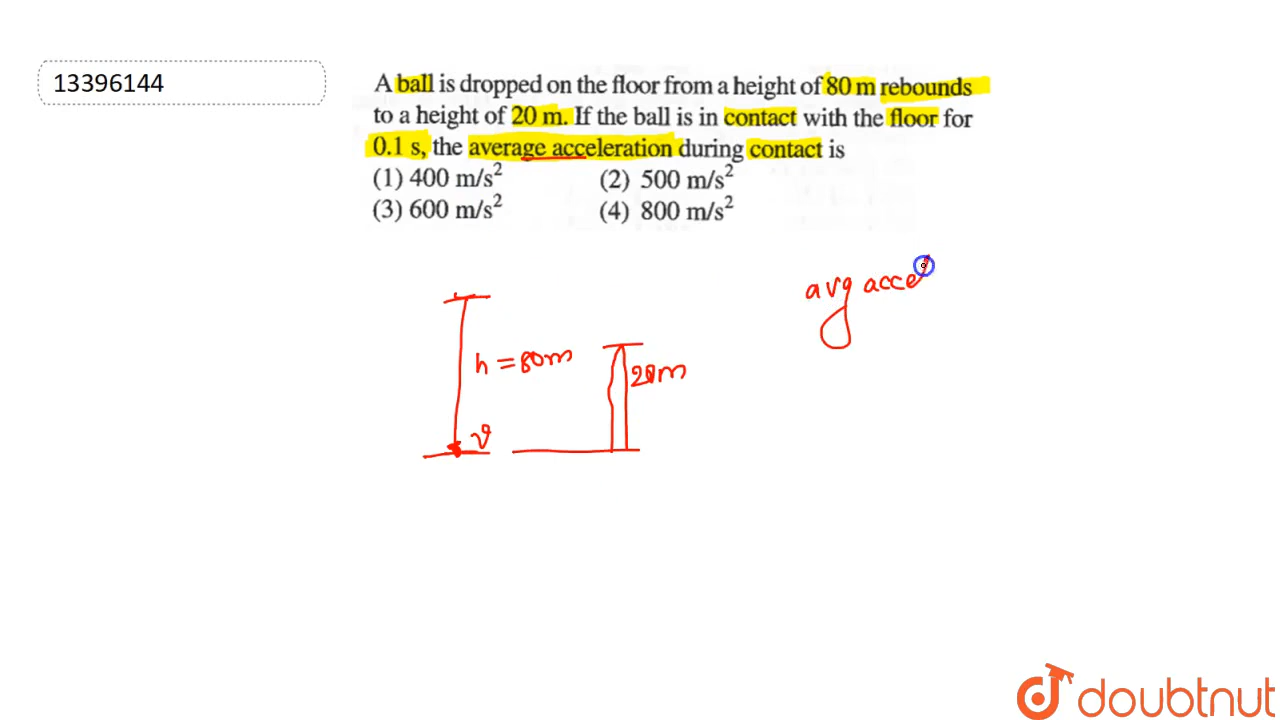 13396144
A ball is dropped on the floor from a height of 80 m rebounds
to a height of 20 m. If the ball is in contact with the floor for
0.1 s, the average acceleration during contact is
(1) 400 m/s² (2) 500 m/s²
(3) 600 m/s² (4) 800 m/s²
avg accel
h = 80m
20m
v
doubtnut